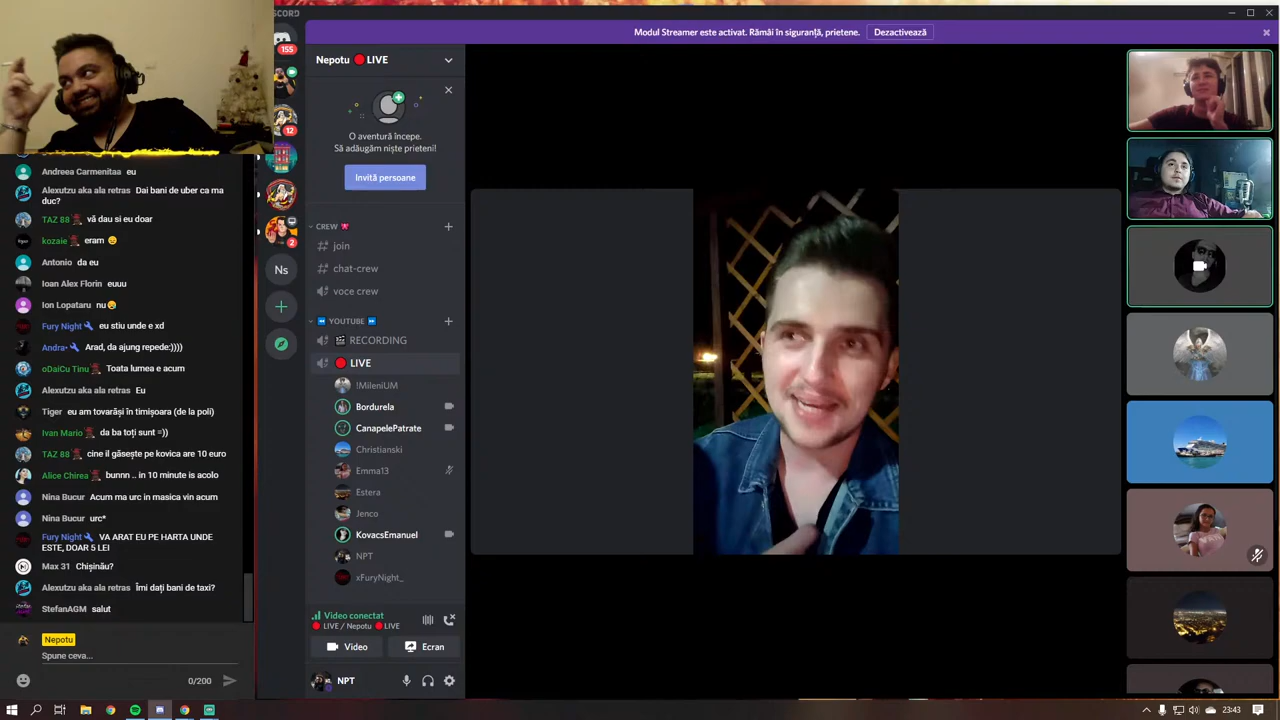 ISCORD
Modul Streamer este activat. Rămâi în siguranță, prietene.
Dezactivează
155
12
2
Ns
Nepotu 🔴LIVE
O aventură începe.
Să adăugăm niște prieteni!
Invită persoane
CREW
join
chat-crew
voce crew
YOUTUBE
RECORDING
LIVE
!MileniUM
Bordurela
CanapelePatrate
Christianski
Emma13
Estera
Jenco
KovacsEmanuel
NPT
xFuryNight_
Video conectat
🔴 LIVE / Nepotu 🔴LIVE
Video
Ecran
NPT
Andreea Carmenitaa eu
Alexutzu aka ala retras Dai bani de uber ca ma
duc?
TAZ 88 vă dau si eu doar
kozaie eram 😔
Antonio da eu
Ioan Alex Florin euuu
Ion Lopataru nu
Fury Night eu stiu unde e xd
Andra• Arad, da ajung repede:))))
oDaiCu Tinu Toata lumea e acum
Alexutzu aka ala retras Eu
Tiger eu am tovarăși în timișoara (de la poli)
Ivan Mario da ba toți sunt =))
TAZ 88 cine îl găsește pe kovica are 10 euro
Alice Chirea bunnn .. in 10 minute is acolo
Nina Bucur Acum ma urc in masica vin acum
Nina Bucur urc*
Fury Night VA ARAT EU PE HARTA UNDE
ESTE, DOAR 5 LEI
Max 31 Chișinău?
Alexutzu aka ala retras Îmi dați bani de taxi?
StefanAGM salut
Nepotu
Spune ceva...
0/200
23:43